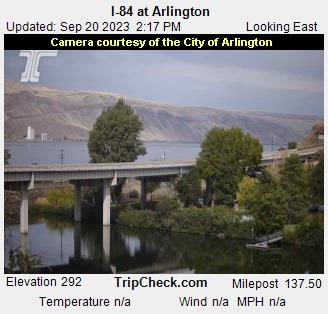 I-84 at Arlington
Updated: Sep 20 2023 2:17 PM Looking East
Camera courtesy of the City of Arlington
Elevation 292 TripCheck.com Milepost 137.50
Temperature n/a Wind n/a MPH n/a